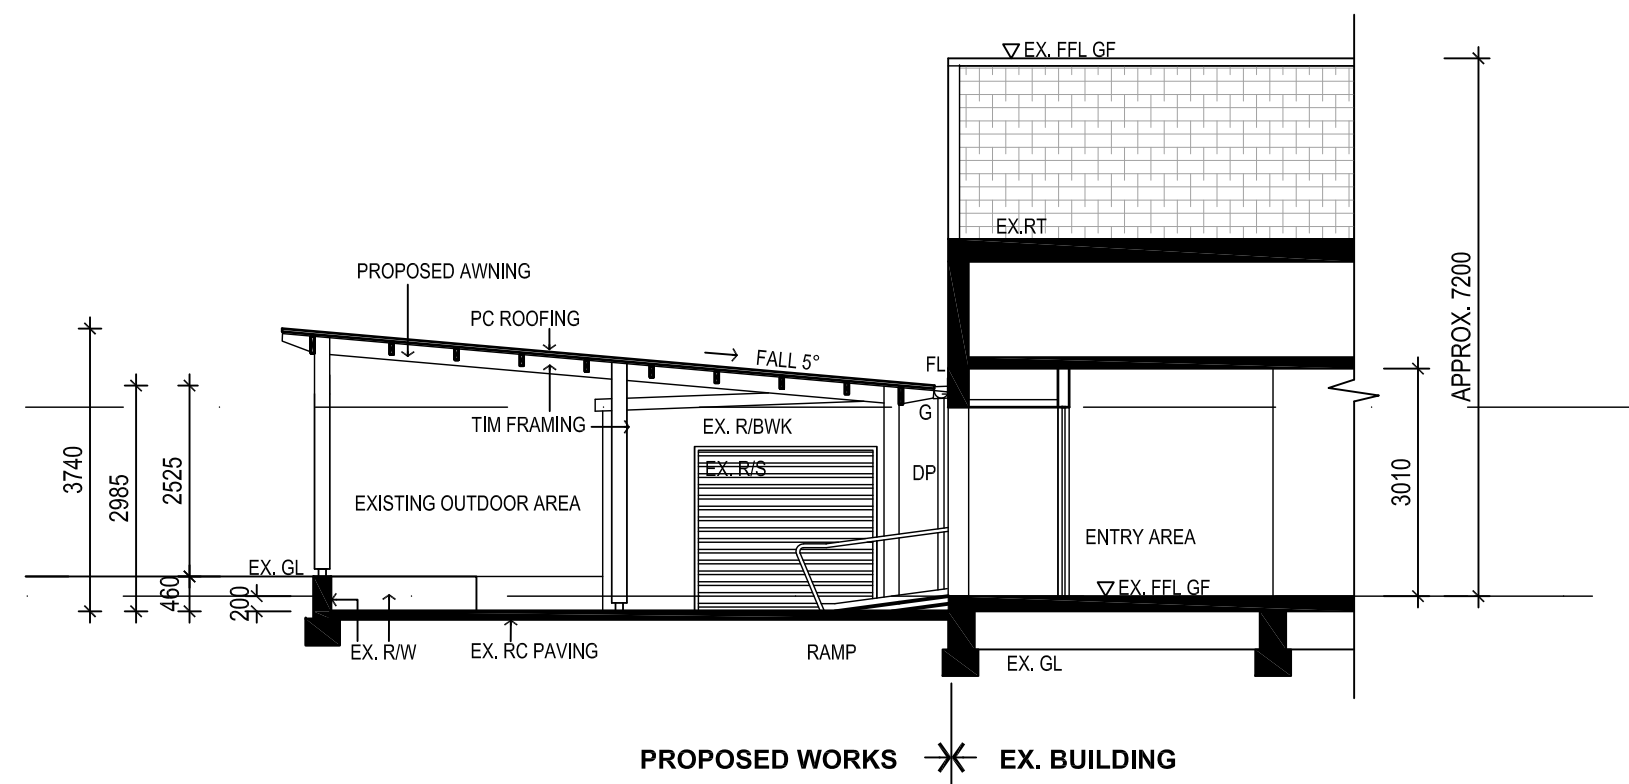 EX. FFL GF
EX.RT
PROPOSED AWNING
PC ROOFING
FALL 5°
FL
G
TIM FRAMING
EX. R/BWK
EX. R/S
DP
EXISTING OUTDOOR AREA
ENTRY AREA
3740
2985
2525
APPROX. 7200
3010
EX. GL
460
200
EX. FFL GF
EX. R/W
EX. RC PAVING
RAMP
EX. GL
PROPOSED WORKS
EX. BUILDING